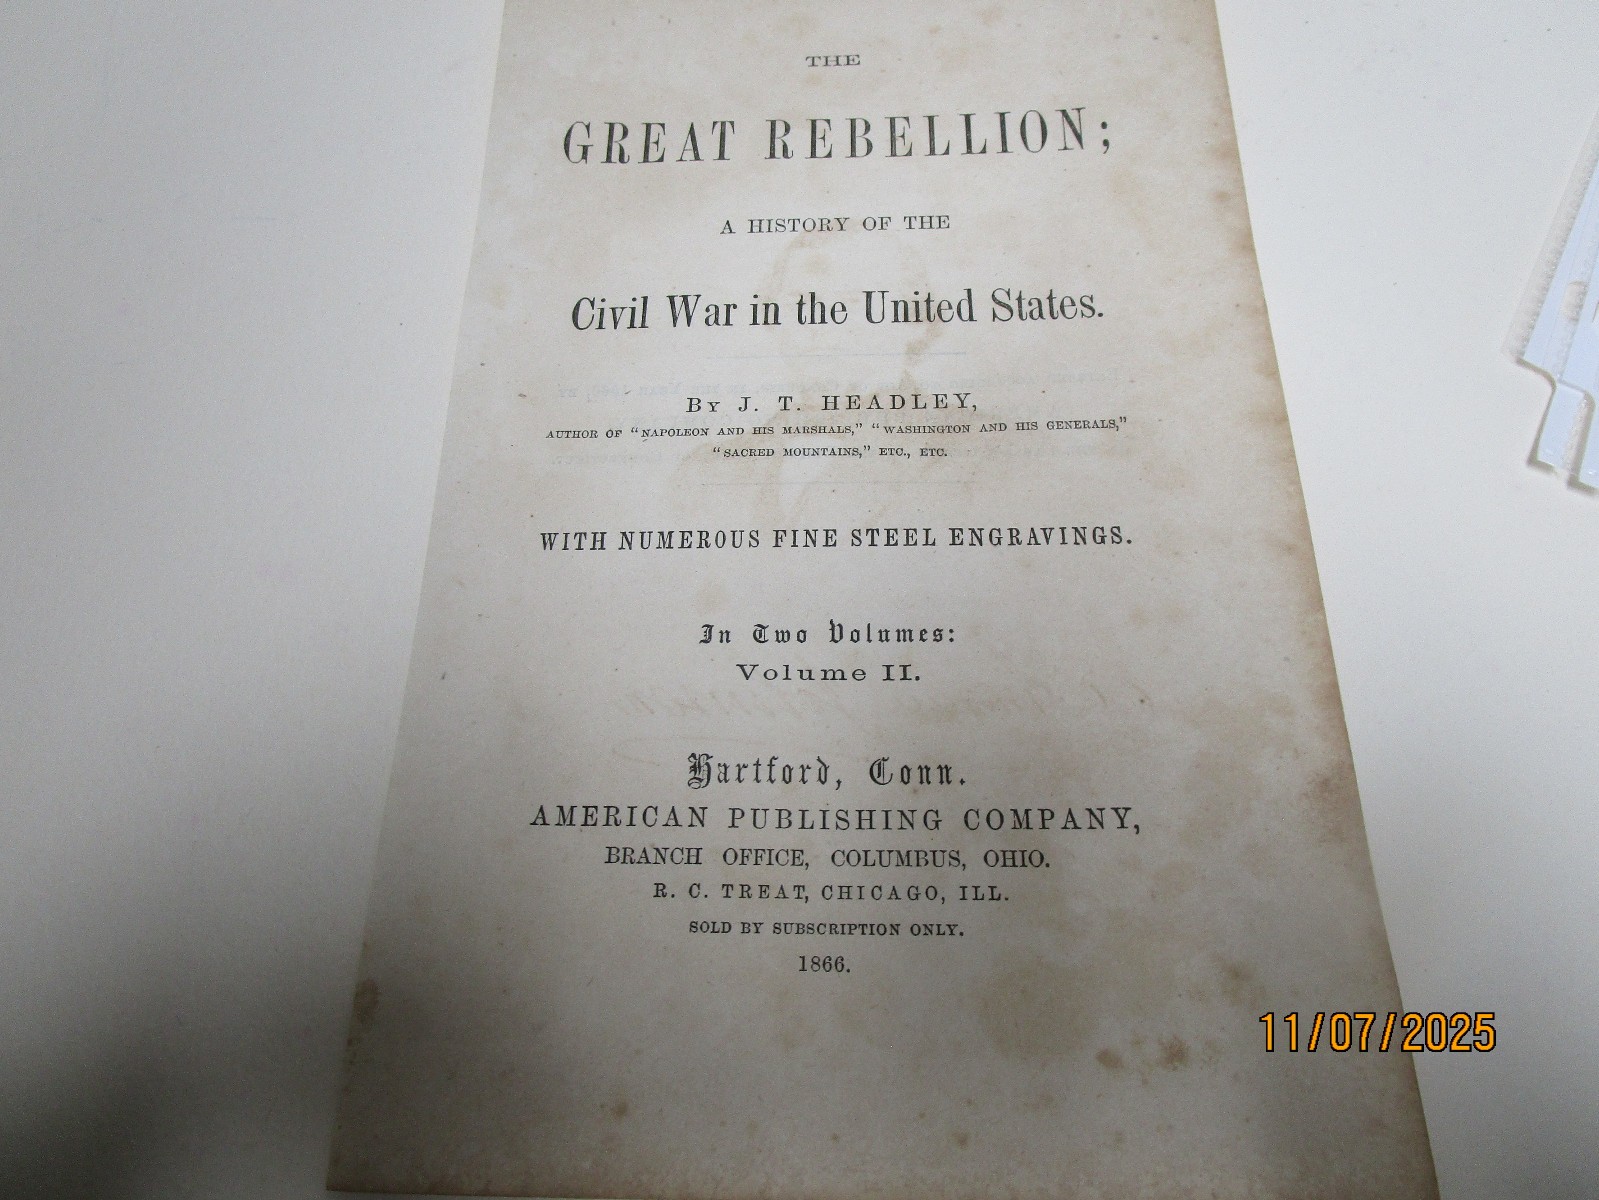 THE
GREAT REBELLION;
A HISTORY OF THE
Civil War in the United States.
BY J. T. HEADLEY,
AUTHOR OF "NAPOLEON AND HIS MARSHALS," "WASHINGTON AND HIS GENERALS,"
"SACRED MOUNTAINS," ETC., ETC.
WITH NUMEROUS FINE STEEL ENGRAVINGS.
In Two Volumes:
Volume II.
Hartford, Conn.
AMERICAN PUBLISHING COMPANY,
BRANCH OFFICE, COLUMBUS, OHIO.
R. C. TREAT, CHICAGO, ILL.
SOLD BY SUBSCRIPTION ONLY.
1866.
11/07/2025